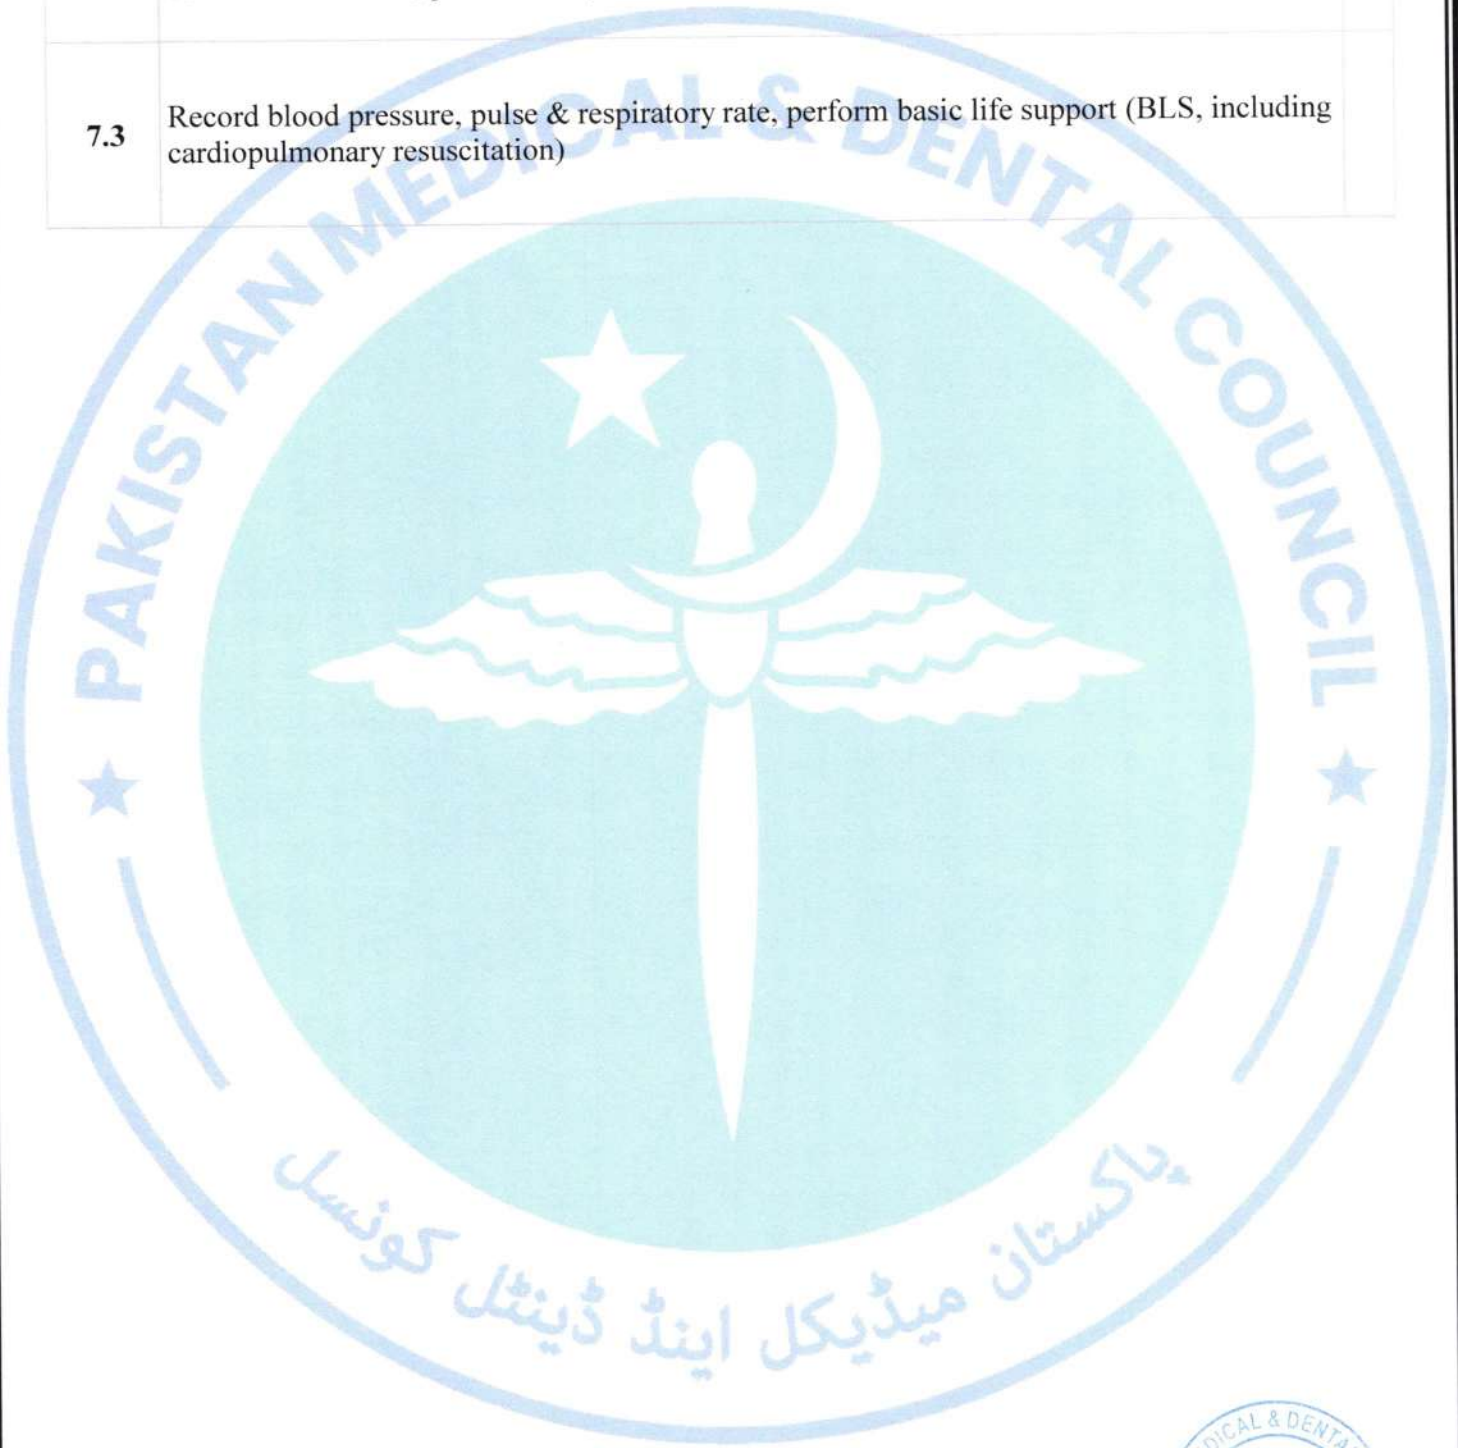 7.3
Record blood pressure, pulse & respiratory rate, perform basic life support (BLS, including
cardiopulmonary resuscitation)
PAKISTAN MEDICAL & DENTAL COUNCIL
پاکستان میڈیکل اینڈ ڈینٹل کونسل